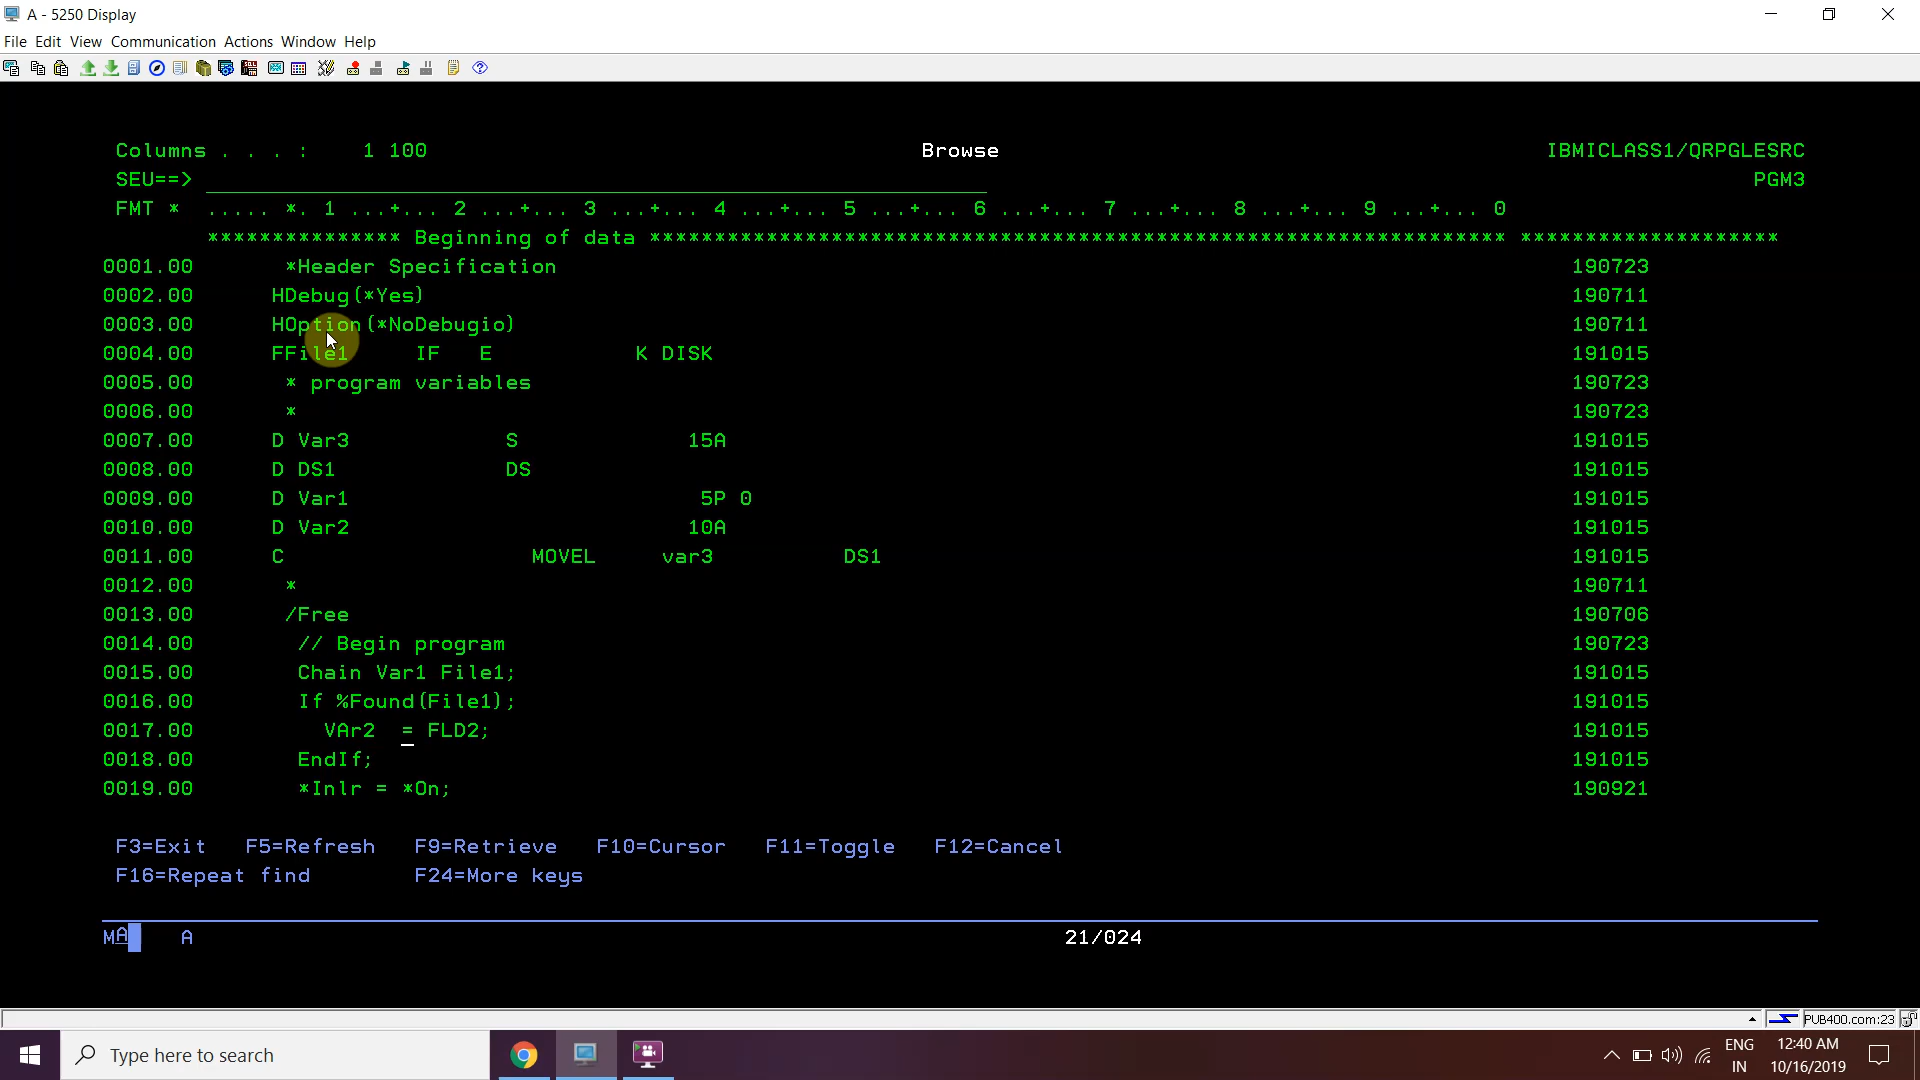 A - 5250 Display
File Edit View Communication Actions Window Help
Columns . . . :    1 100                                      Browse                                      IBMICLASS1/QRPGLESRC
SEU==>                                                                                                                    PGM3
FMT *  ..... *. 1 ...+... 2 ...+... 3 ...+... 4 ...+... 5 ...+... 6 ...+... 7 ...+... 8 ...+... 9 ...+... 0
*************** Beginning of data ****************************************************************** ********************
0001.00       *Header Specification                                                                                190723
0002.00      HDebug(*Yes)                                                                                          190711
0003.00      HOption(*NoDebugio)                                                                                   190711
0004.00      FFile1     IF   E           K DISK                                                                    191015
0005.00       * program variables                                                                                  190723
0006.00       *                                                                                                    190723
0007.00      D Var3            S             15A                                                                   191015
0008.00      D DS1             DS                                                                                  191015
0009.00      D Var1                           5P 0                                                                 191015
0010.00      D Var2                          10A                                                                   191015
0011.00      C                   MOVEL     var3          DS1                                                       191015
0012.00       *                                                                                                    190711
0013.00       /Free                                                                                                190706
0014.00        // Begin program                                                                                    190723
0015.00        Chain Var1 File1;                                                                                   191015
0016.00        If %Found(File1);                                                                                   191015
0017.00          VAr2  = FLD2;                                                                                     191015
0018.00        EndIf;                                                                                              191015
0019.00        *Inlr = *On;                                                                                        190921
F3=Exit   F5=Refresh   F9=Retrieve   F10=Cursor   F11=Toggle   F12=Cancel
F16=Repeat find        F24=More keys
MA    A                                                                    21/024
PUB400.com:23
Type here to search
ENG
IN
12:40 AM
10/16/2019